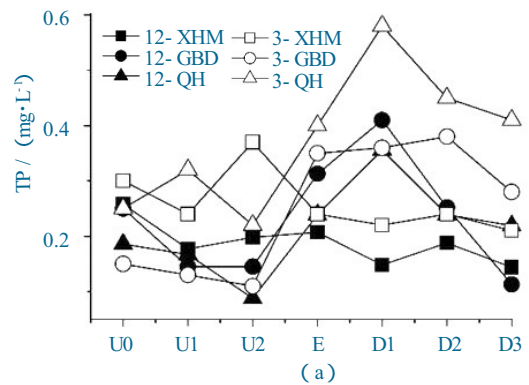 0.6
12- XHM 3- XHM
12- GBD 3- GBD
12- QH 3- QH
0.4
TP / (mg·L⁻¹)
0.2
U0 U1 U2 E D1 D2 D3
(a)